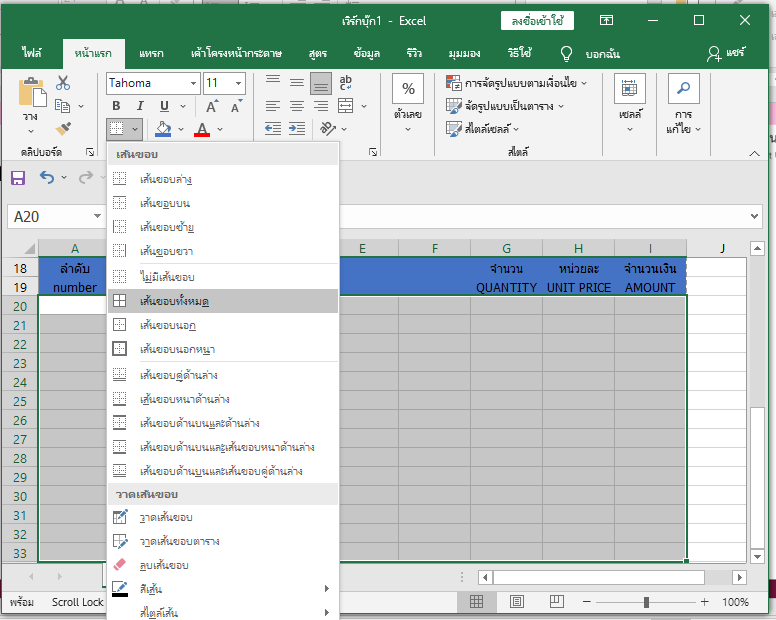 เวิร์กบุ๊ก1 - Excel
ลงชื่อเข้าใช้
ไฟล์ หน้าแรก แทรก เค้าโครงหน้ากระดาษ สูตร ข้อมูล รีวิว มุมมอง วิธีใช้ บอกฉัน แชร์
วาง
คลิปบอร์ด
Tahoma 11
B I U A A
A
ab
%
ตัวเลข
การจัดรูปแบบตามเงื่อนไข
จัดรูปแบบเป็นตาราง
สไตล์เซลล์
สไตล์
เซลล์
การ
แก้ไข
A20
เส้นขอบ
เส้นขอบล่าง
เส้นขอบบน
เส้นขอบซ้าย
เส้นขอบขวา
ไม่มีเส้นขอบ
เส้นขอบทั้งหมด
เส้นขอบนอก
เส้นขอบนอกหนา
เส้นขอบคู่ด้านล่าง
เส้นขอบหนาด้านล่าง
เส้นขอบด้านบนและด้านล่าง
เส้นขอบด้านบนและเส้นขอบหนาด้านล่าง
เส้นขอบด้านบนและเส้นขอบคู่ด้านล่าง
วาดเส้นขอบ
วาดเส้นขอบ
วาดเส้นขอบตาราง
ลบเส้นขอบ
สีเส้น
สไตล์เส้น
A E F G H I J
18 ลำดับ จำนวน หน่วยละ จำนวนเงิน
19 number QUANTITY UNIT PRICE AMOUNT
20
21
22
23
24
25
26
27
28
29
30
31
32
33
พร้อม Scroll Lock 100%